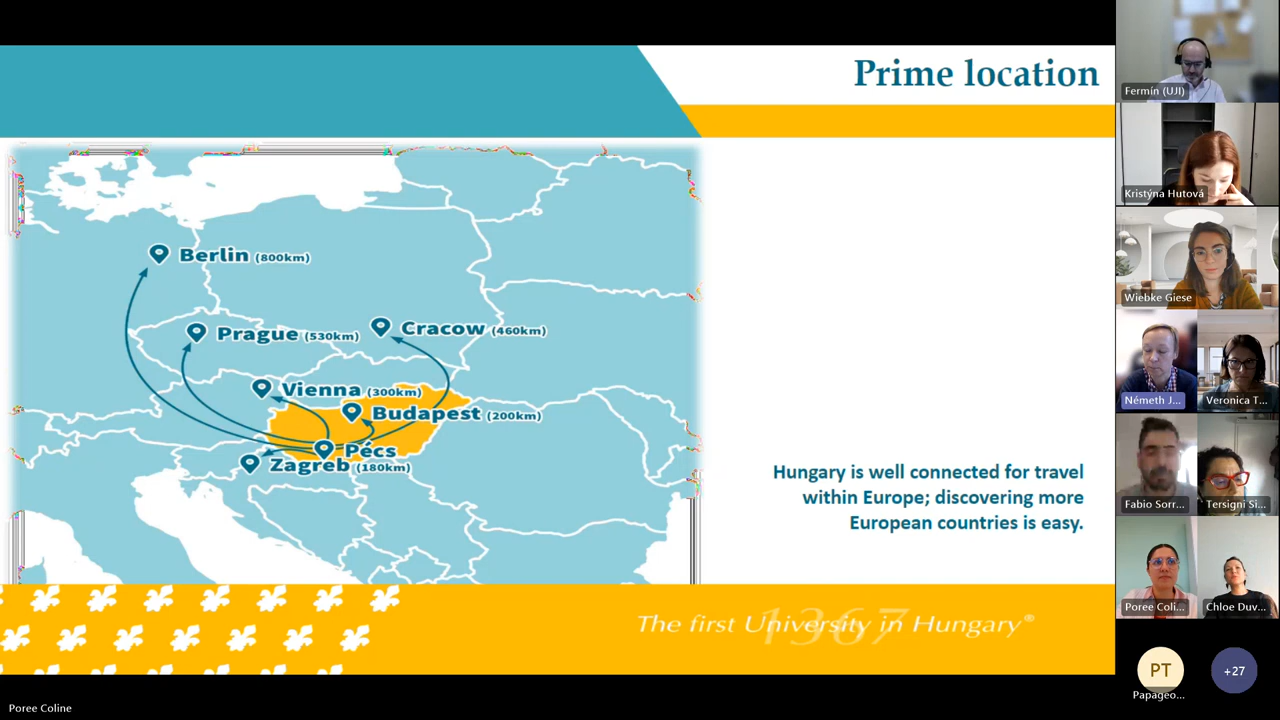 Prime location
Berlin (800km)
Prague (530km)
Cracow (460km)
Vienna (300km)
Budapest (200km)
Pécs
Zagreb (180km)
Hungary is well connected for travel
within Europe; discovering more
European countries is easy.
1367
The first University in Hungary®
Fermín (UJI)
Kristýna Hutová
Wiebke Giese
Németh J...
Veronica T...
Fabio Sorr...
Tersigni Si...
Poree Coli...
Chloe Duv...
PT
+27
Papageo...
Poree Coline